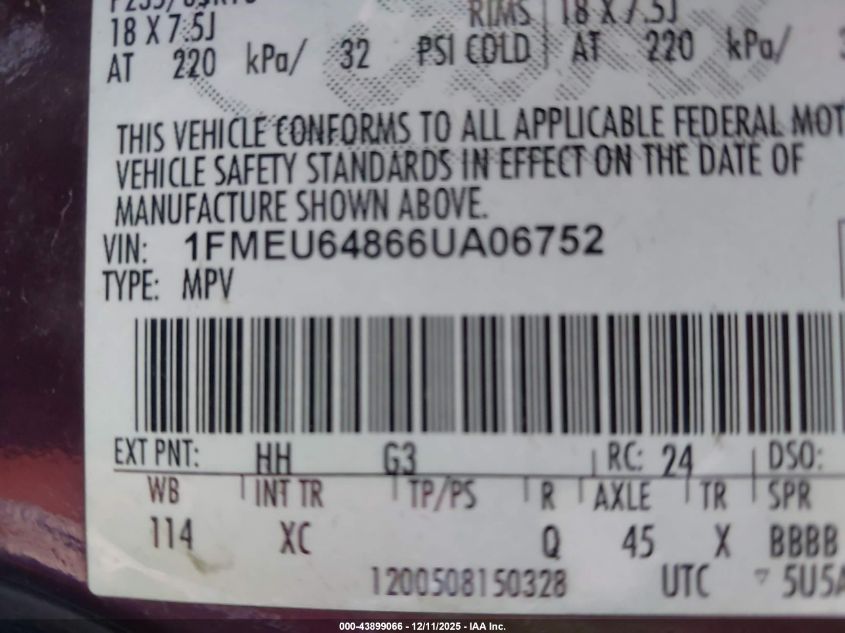 18 X 7.5J RIMS 18 X 7.5J
AT 220 kPa/ 32 PSI COLD AT 220 kPa/
THIS VEHICLE CONFORMS TO ALL APPLICABLE FEDERAL MOT
VEHICLE SAFETY STANDARDS IN EFFECT ON THE DATE OF
MANUFACTURE SHOWN ABOVE.
VIN: 1FMEU64866UA06752
TYPE: MPV
EXT PNT: HH G3 RC: 24 DSO:
WB INT TR TP/PS R AXLE TR SPR
114 XC Q 45 X BBBB
1200508150328 UTC ▽ 5U5A
000-43899066 - 12/11/2025 - IAA Inc.